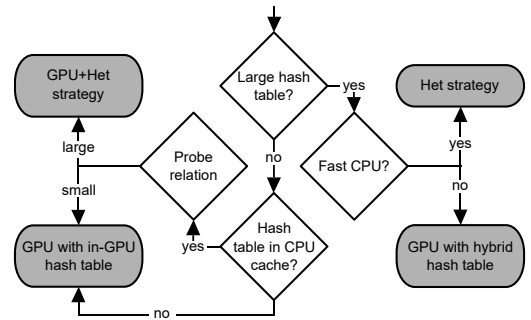 GPU+Het
strategy
Large hash
table?
yes
Het strategy
large
Probe
relation
no
Fast CPU?
yes
small
no
GPU with in-GPU
hash table
yes
Hash
table in CPU
cache?
GPU with hybrid
hash table
no